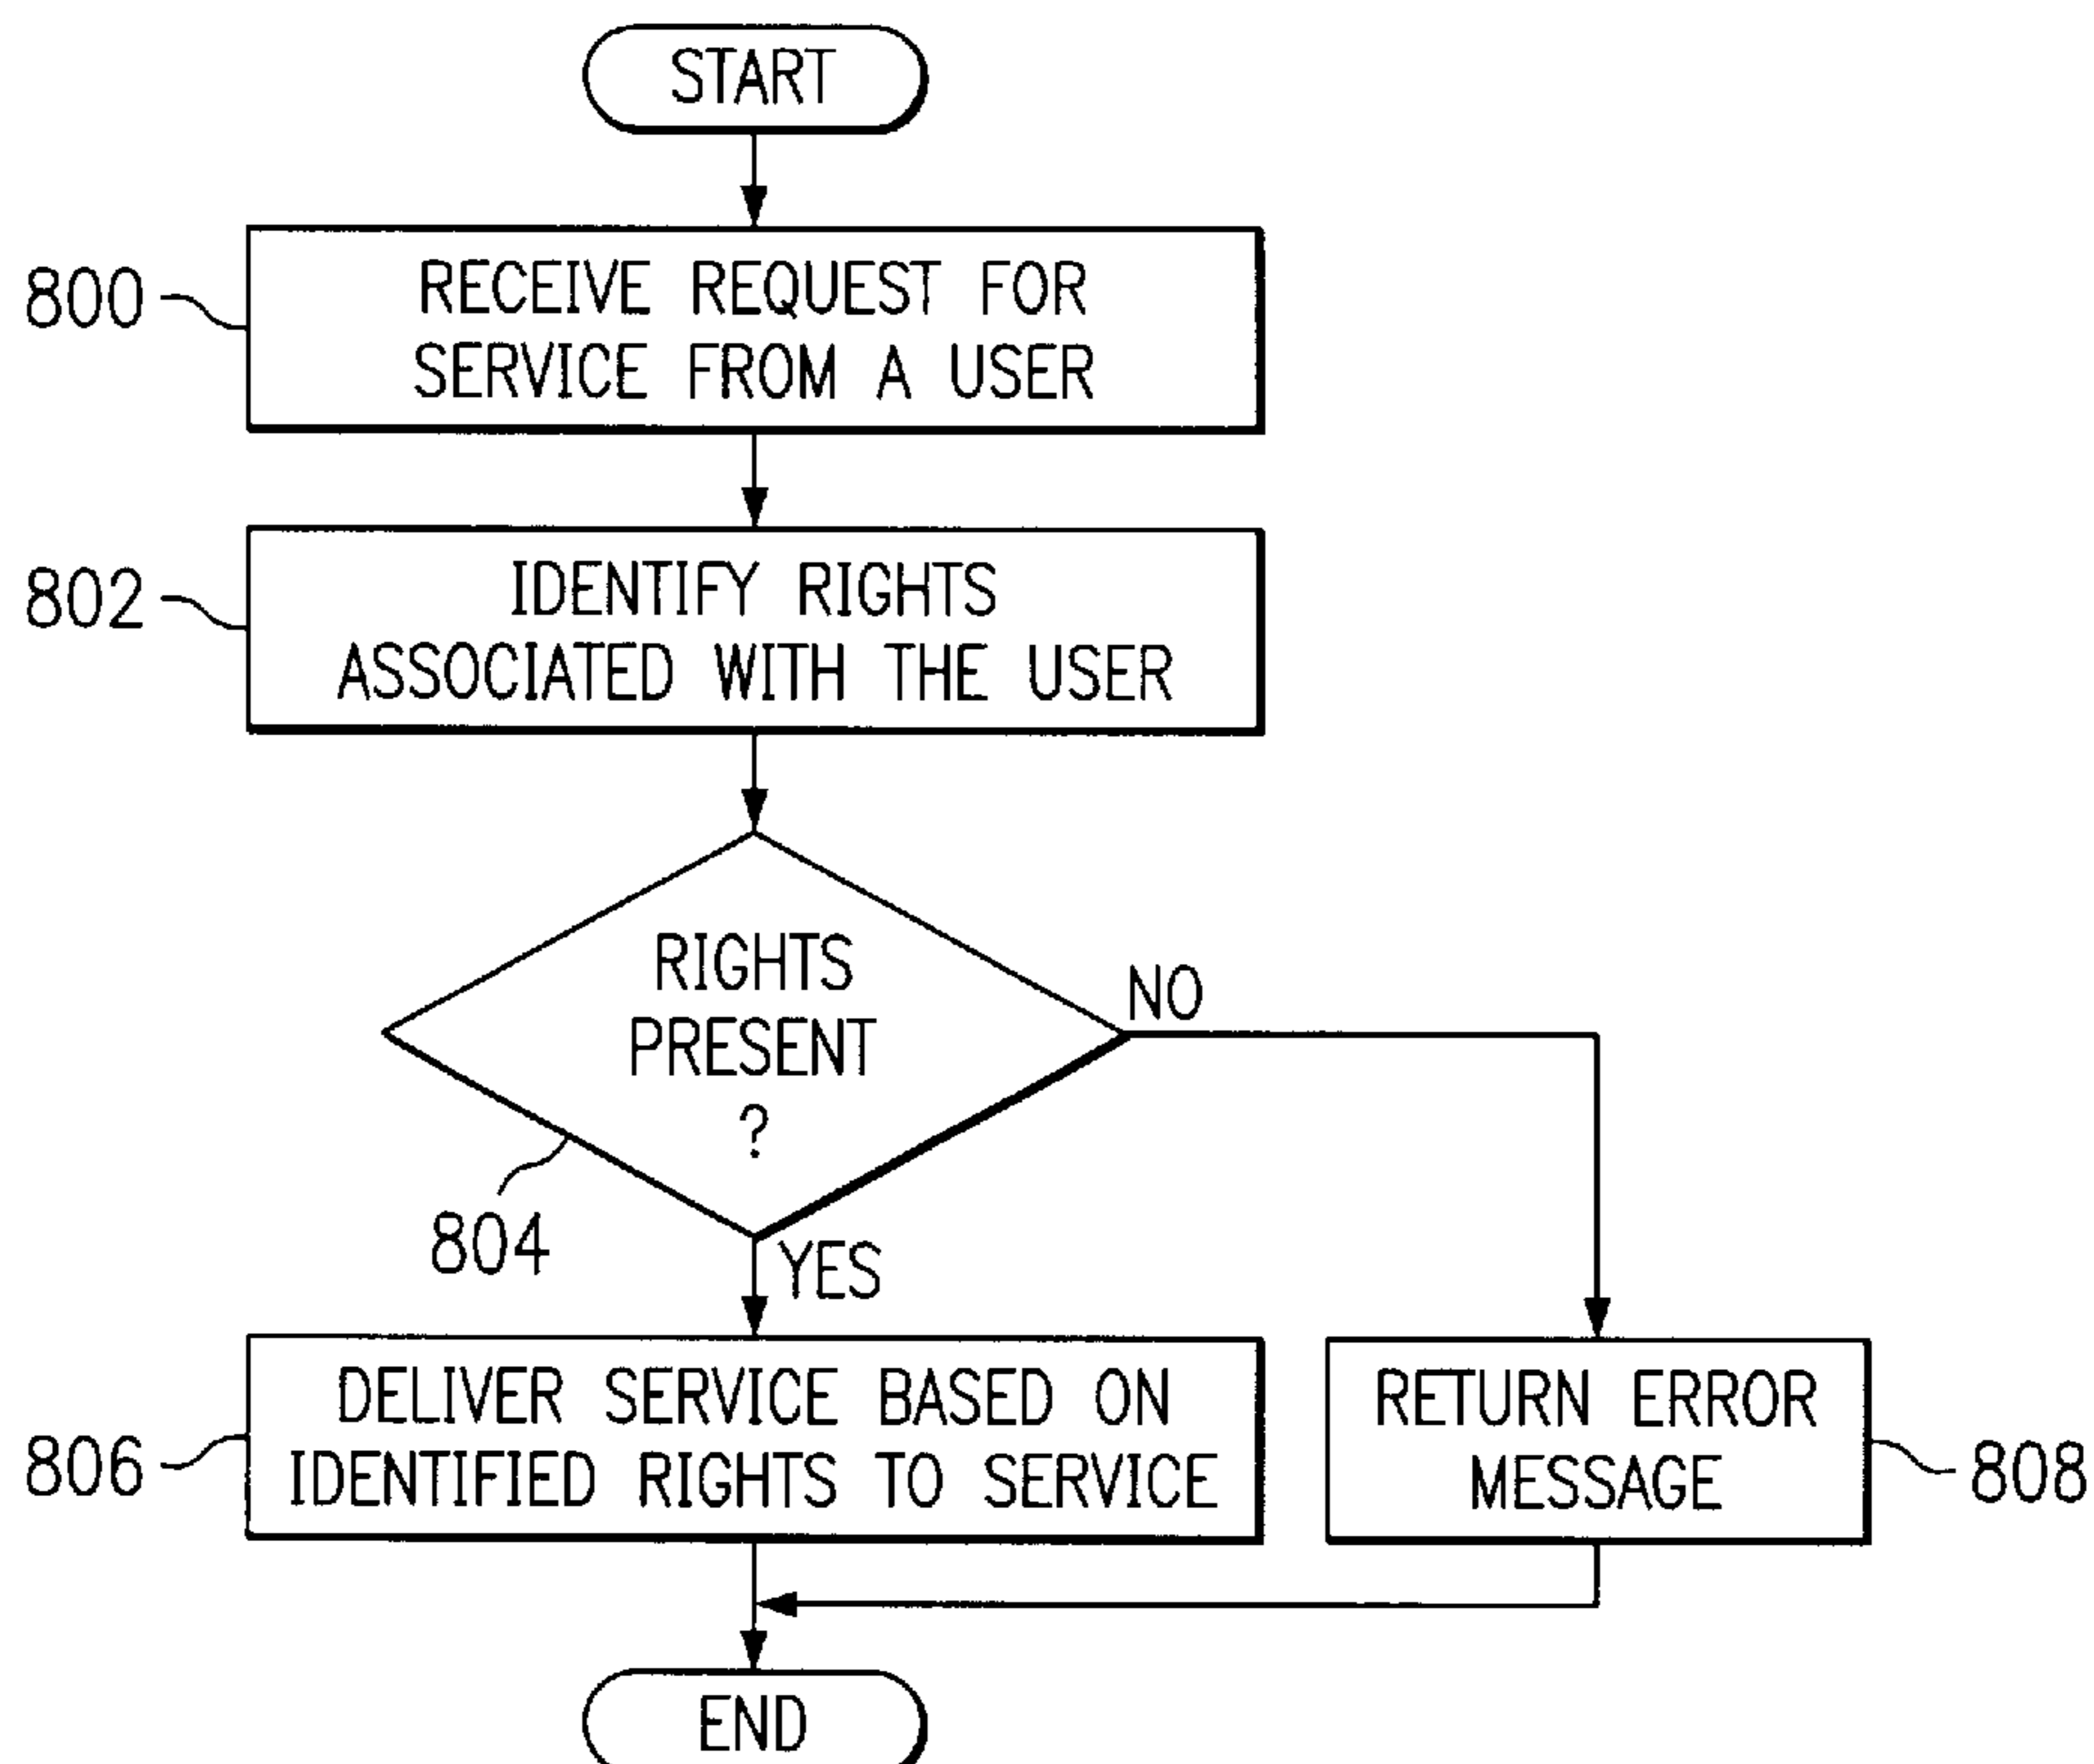 START
800
RECEIVE REQUEST FOR
SERVICE FROM A USER
802
IDENTIFY RIGHTS
ASSOCIATED WITH THE USER
RIGHTS
PRESENT
?
NO
804
YES
806
DELIVER SERVICE BASED ON
IDENTIFIED RIGHTS TO SERVICE
RETURN ERROR
MESSAGE
808
END